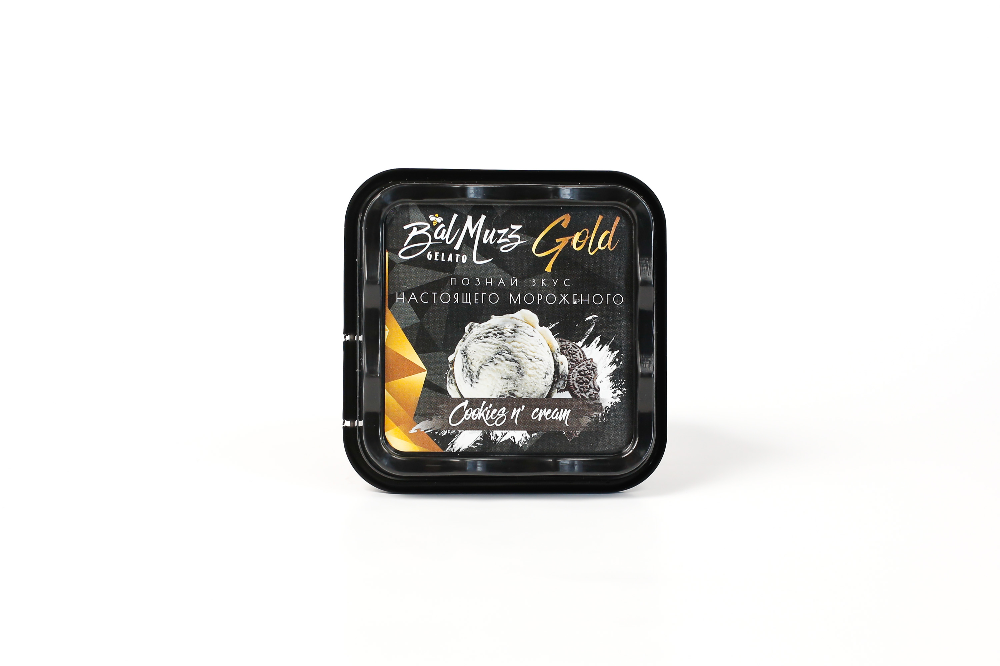 BalMuzz Gold
GELATO
ПОЗНАЙ ВКУС
НАСТОЯЩЕГО МОРОЖЕНОГО
Cookies n' cream